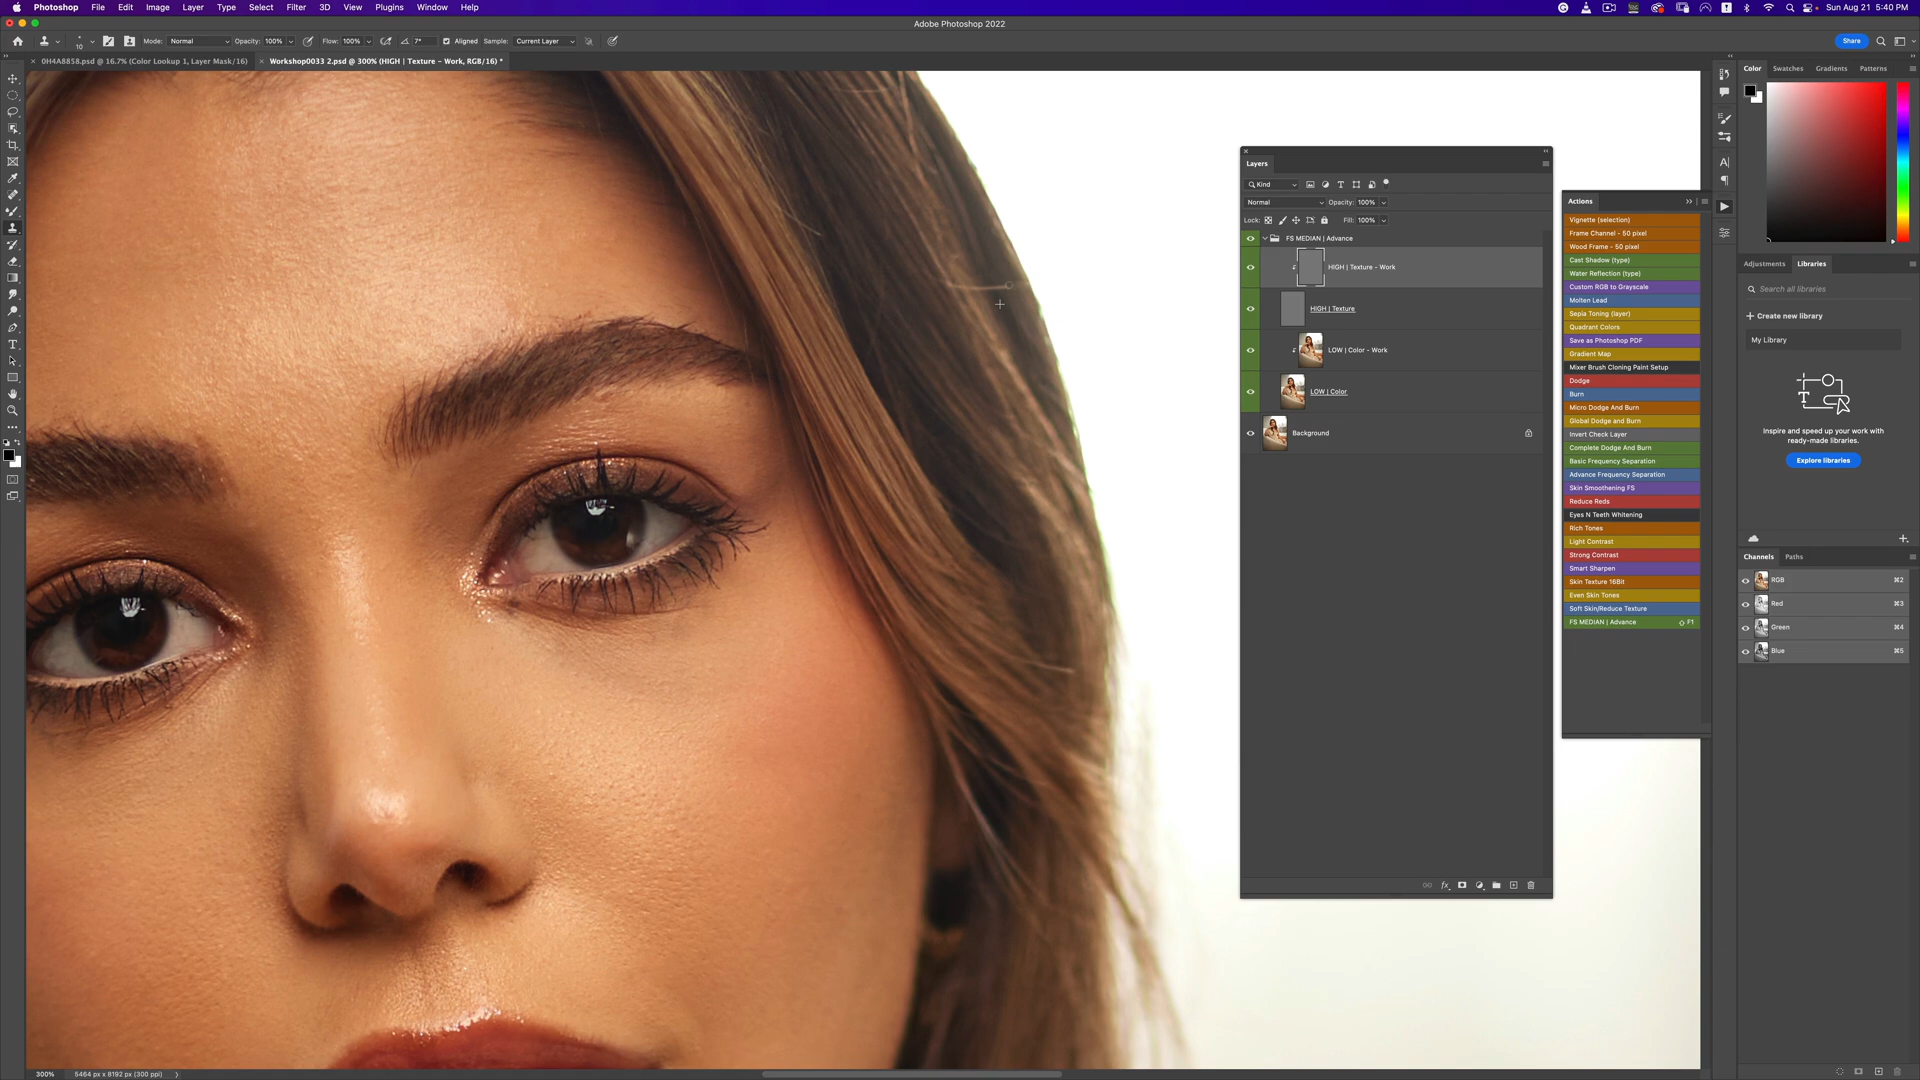 Photoshop File Edit Image Layer Type Select Filter 3D View Plugins Window Help
Sun Aug 21 5:40 PM
Adobe Photoshop 2022
10 Mode: Normal Opacity: 100% Flow: 100% 7° Aligned Sample: Current Layer
Share
0H4A8858.psd @ 16.7% (Color Lookup 1, Layer Mask/16)
Workshop0033 2.psd @ 300% (HIGH | Texture - Work, RGB/16) *
Layers
Kind
Normal Opacity: 100%
Lock: Fill: 100%
FS MEDIAN | Advance
HIGH | Texture - Work
HIGH | Texture
LOW | Color - Work
LOW | Color
Background
fx
Actions
Vignette (selection)
Frame Channel - 50 pixel
Wood Frame - 50 pixel
Cast Shadow (type)
Water Reflection (type)
Custom RGB to Grayscale
Molten Lead
Sepia Toning (layer)
Quadrant Colors
Save as Photoshop PDF
Gradient Map
Mixer Brush Cloning Paint Setup
Dodge
Burn
Micro Dodge And Burn
Global Dodge and Burn
Invert Check Layer
Complete Dodge And Burn
Basic Frequency Separation
Advance Frequency Separation
Skin Smoothening FS
Reduce Reds
Eyes N Teeth Whitening
Rich Tones
Light Contrast
Strong Contrast
Smart Sharpen
Skin Texture 16Bit
Even Skin Tones
Soft Skin/Reduce Texture
FS MEDIAN | Advance F1
Color Swatches Gradients Patterns
Adjustments Libraries
Search all libraries
Create new library
My Library
Inspire and speed up your work with
ready-made libraries.
Explore libraries
Channels Paths
RGB ⌘2
Red ⌘3
Green ⌘4
Blue ⌘5
300% 5464 px x 8192 px (300 ppi)